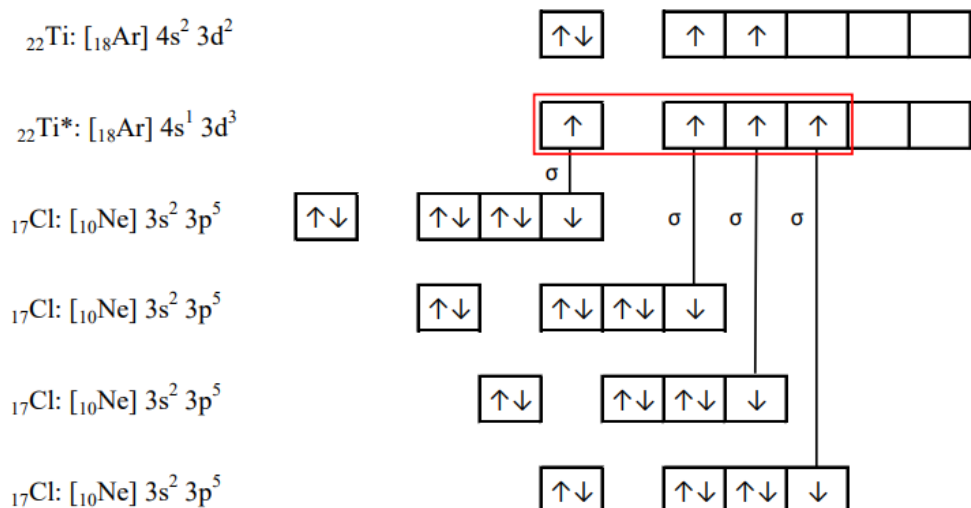 ₂₂Ti: [₁₈Ar] 4s² 3d² ↑↓ ↑ ↑
₂₂Ti*: [₁₈Ar] 4s¹ 3d³ ↑ ↑ ↑ ↑
σ
₁₇Cl: [₁₀Ne] 3s² 3p⁵ ↑↓ ↑↓ ↑↓ ↓ σ σ σ
₁₇Cl: [₁₀Ne] 3s² 3p⁵ ↑↓ ↑↓ ↑↓ ↓
₁₇Cl: [₁₀Ne] 3s² 3p⁵ ↑↓ ↑↓ ↑↓ ↓
₁₇Cl: [₁₀Ne] 3s² 3p⁵ ↑↓ ↑↓ ↑↓ ↓